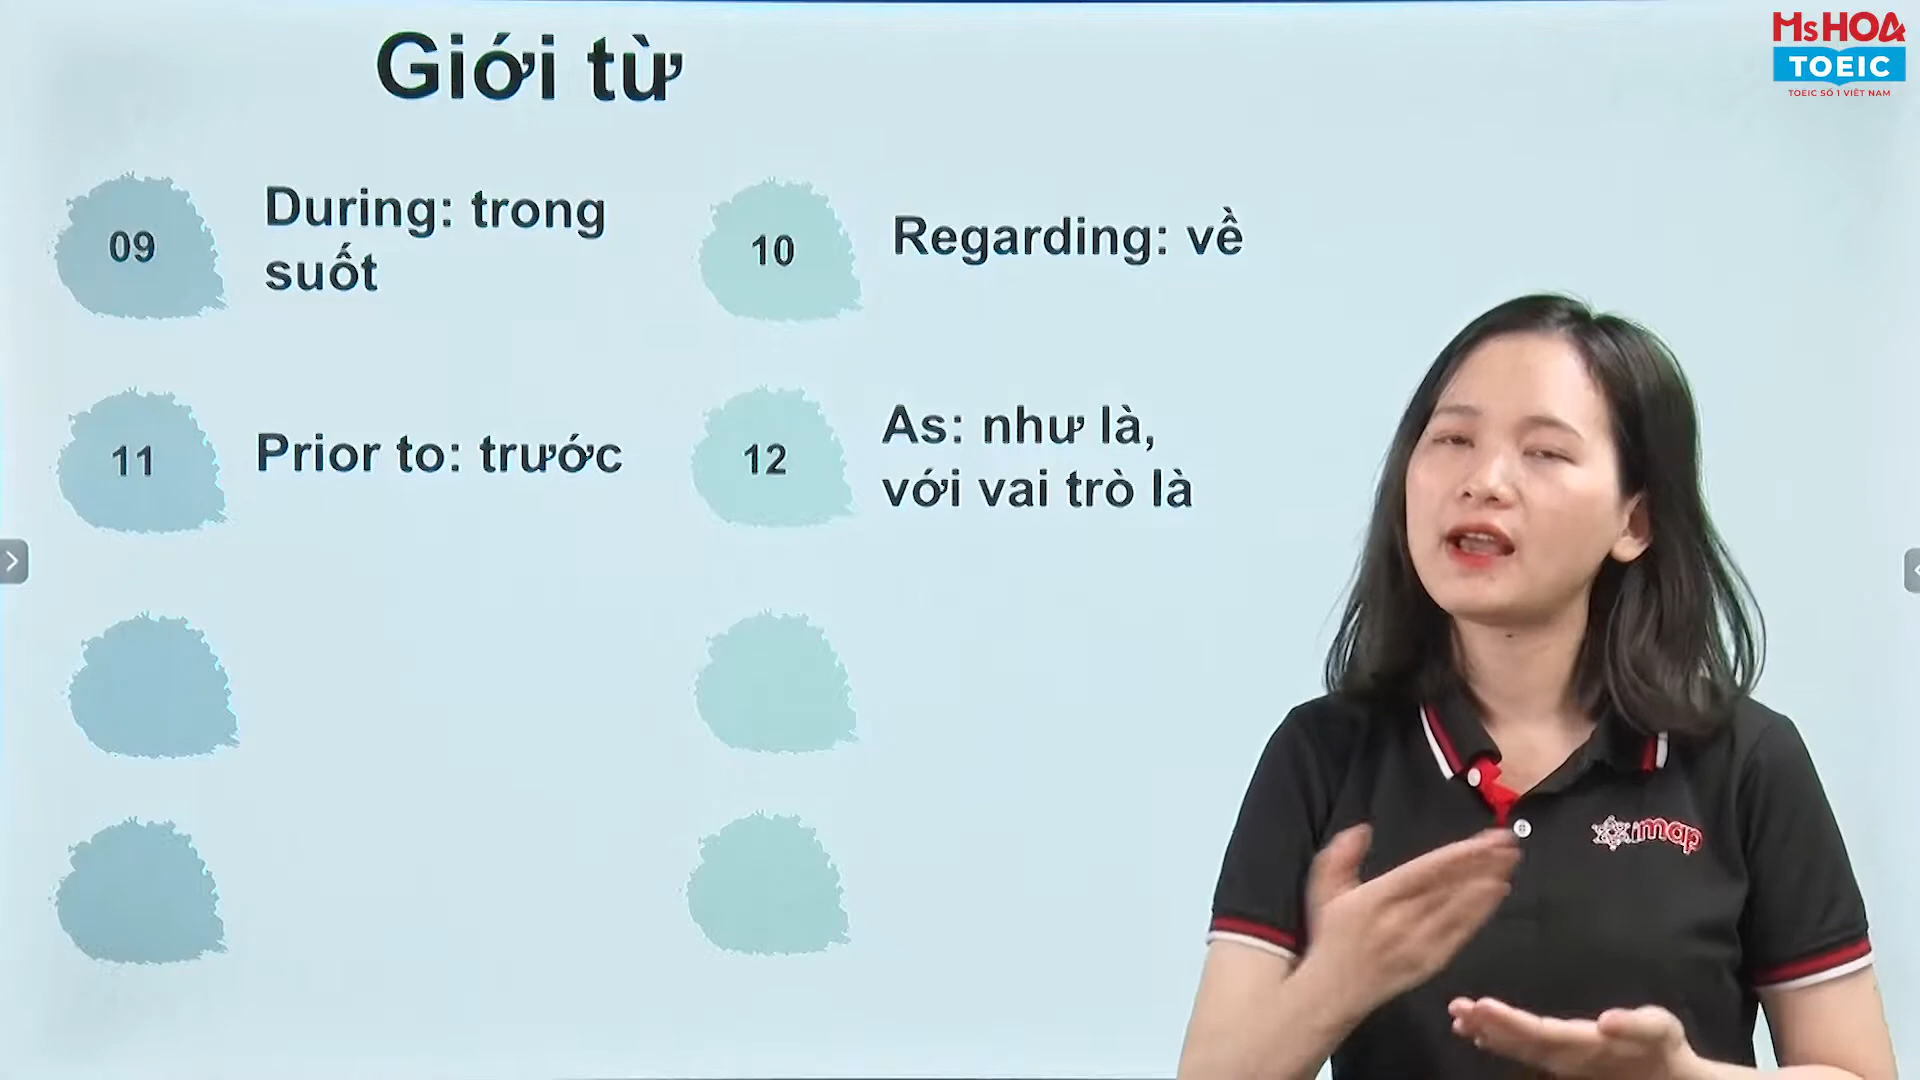 Giới từ
MsHOA
TOEIC
TOEIC SỐ 1 VIỆT NAM
09
During: trong
suốt
10
Regarding: về
11
Prior to: trước
12
As: như là,
với vai trò là
imap